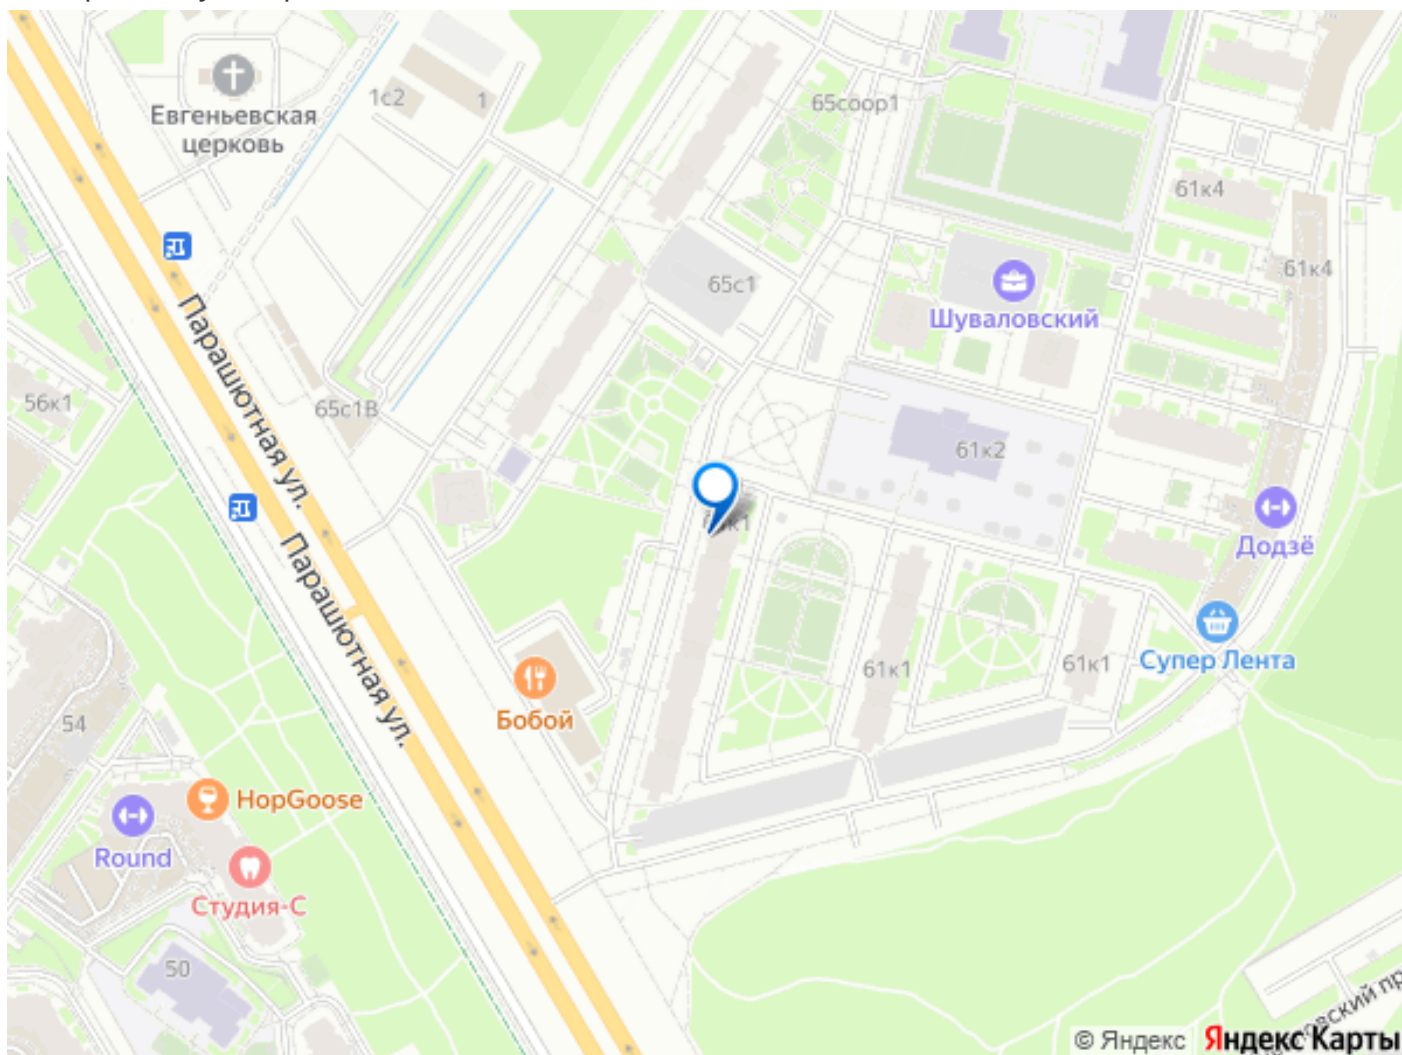 Евгеньевская
церковь
1с2
1
65соор1
61к4
65с1
61к4
Шуваловский
Парашютная ул.
56к1
65с1В
61к2
Додзё
Парашютная ул.
Супер Лента
61к1
61к1
Бобой
54
HopGoose
Round
Студия-С
50
© Яндекс Яндекс Карты